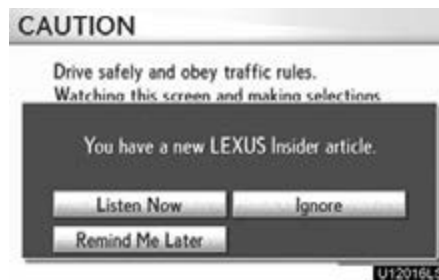 CAUTION
Drive safely and obey traffic rules.
Watching this screen and making selections
You have a new LEXUS Insider article.
Listen Now Ignore
Remind Me Later